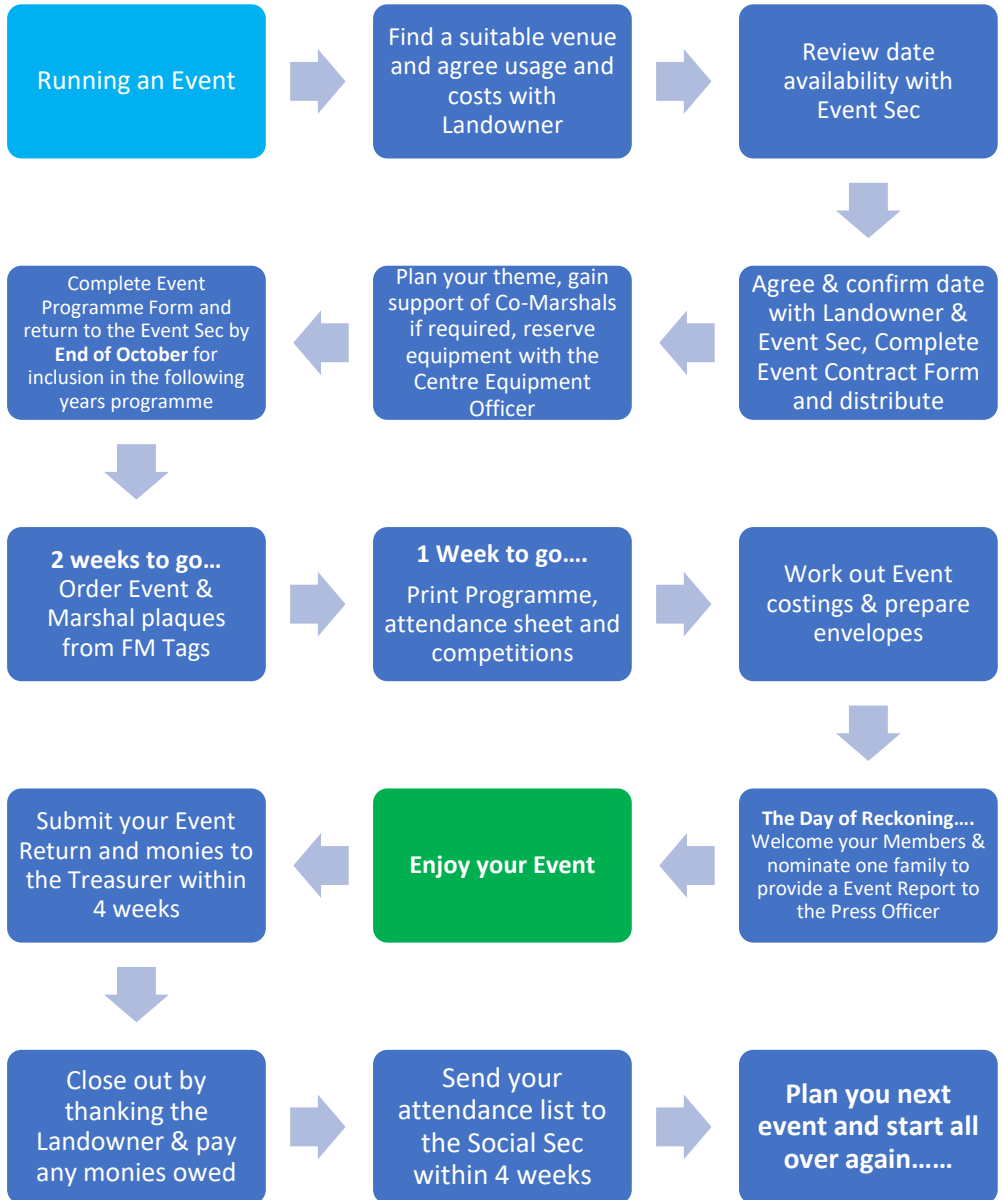 Running an Event
Find a suitable venue
and agree usage and
costs with
Landowner
Review date
availability with
Event Sec
Agree & confirm date
with Landowner &
Event Sec, Complete
Event Contract Form
and distribute
Plan your theme, gain
support of Co-Marshals
if required, reserve
equipment with the
Centre Equipment
Officer
Complete Event
Programme Form and
return to the Event Sec by
End of October for
inclusion in the following
years programme
2 weeks to go…
Order Event &
Marshal plaques
from FM Tags
1 Week to go….
Print Programme,
attendance sheet and
competitions
Work out Event
costings & prepare
envelopes
The Day of Reckoning….
Welcome your Members &
nominate one family to
provide a Event Report to
the Press Officer
Enjoy your Event
Submit your Event
Return and monies to
the Treasurer within
4 weeks
Close out by
thanking the
Landowner & pay
any monies owed
Send your
attendance list to
the Social Sec
within 4 weeks
Plan you next
event and start all
over again……